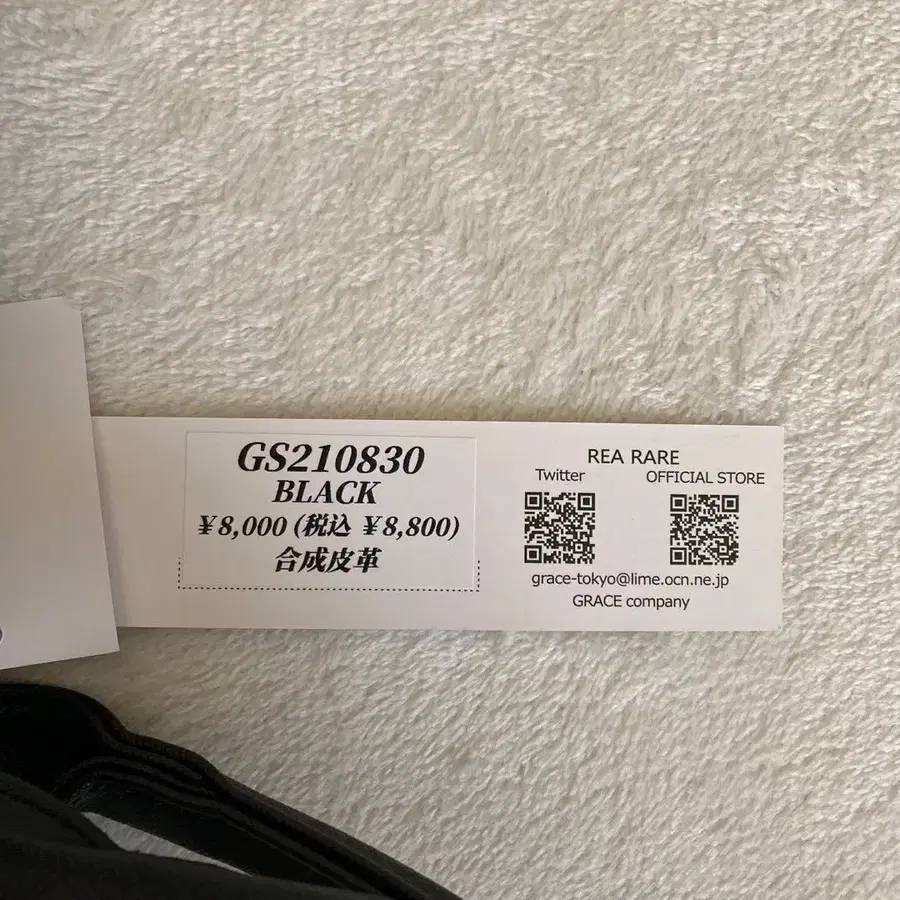 GS210830
BLACK
¥8,000 (税込 ¥8,800)
合成皮革
REA RARE
Twitter
OFFICIAL STORE
grace-tokyo@lime.ocn.ne.jp
GRACE company